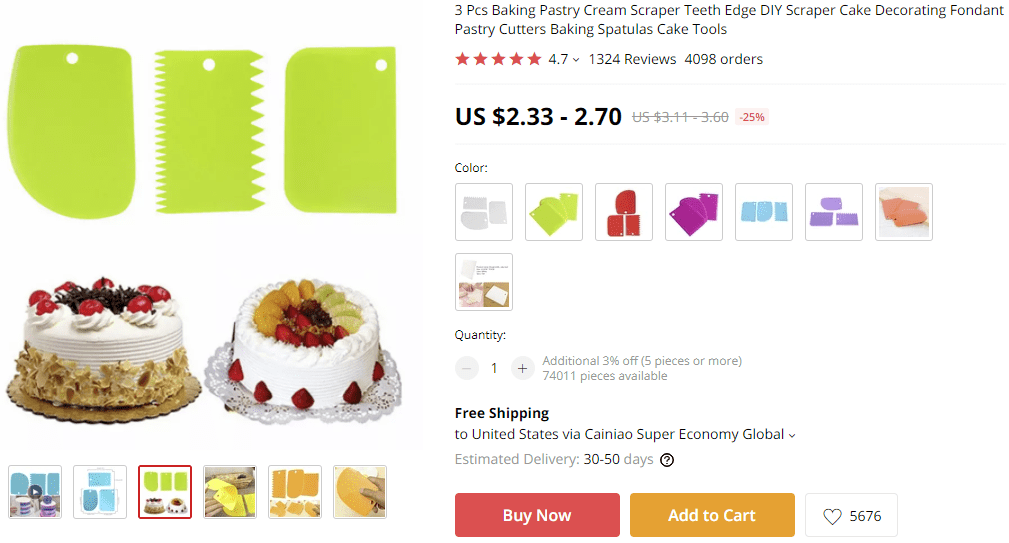 3 Pcs Baking Pastry Cream Scraper Teeth Edge DIY Scraper Cake Decorating Fondant
Pastry Cutters Baking Spatulas Cake Tools
4.7 1324 Reviews 4098 orders
US $2.33 - 2.70 US $3.11 - 3.60 -25%
Color:
Quantity:
1
Additional 3% off (5 pieces or more)
74011 pieces available
Free Shipping
to United States via Cainiao Super Economy Global
Estimated Delivery: 30-50 days ?
Buy Now
Add to Cart
5676